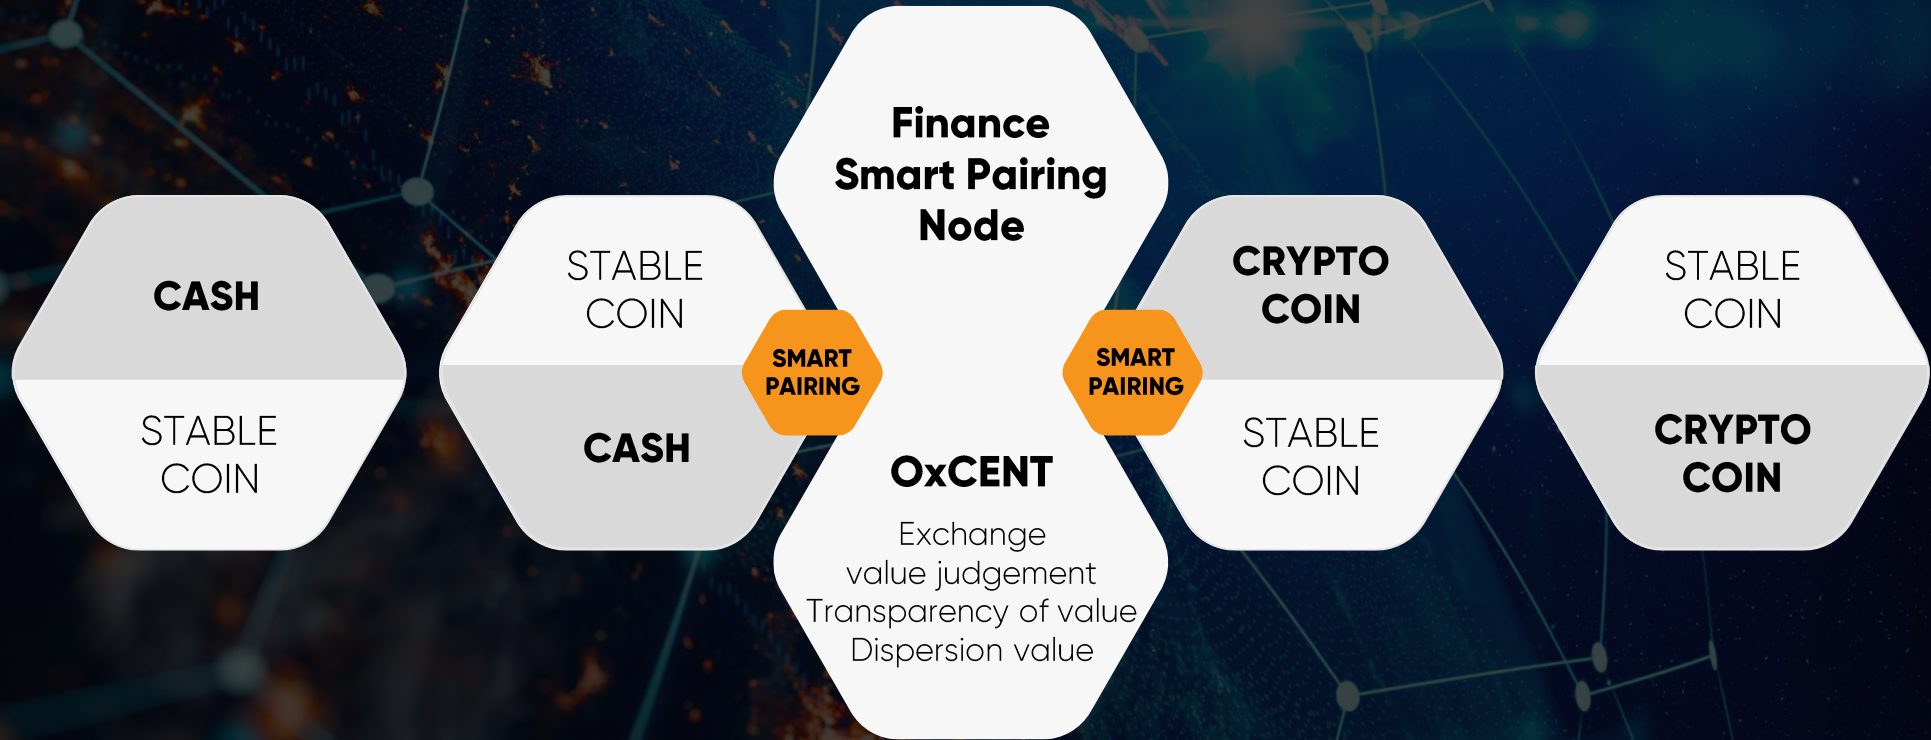 CASH
STABLE
COIN
STABLE
COIN
CASH
SMART
PAIRING
Finance
Smart Pairing
Node
OxCENT
Exchange
value judgement
Transparency of value
Dispersion value
SMART
PAIRING
CRYPTO
COIN
STABLE
COIN
STABLE
COIN
CRYPTO
COIN